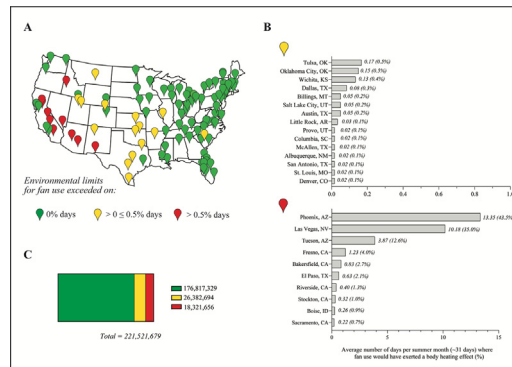 A
Environmental limits
for fan use exceeded on:
0% days
> 0 ≤ 0.5% days
> 0.5% days
C
176,817,329
26,382,694
18,321,656
Total = 221,521,679
B
Tulsa, OK 0.17 (0.5%)
Oklahoma City, OK 0.15 (0.5%)
Wichita, KS 0.13 (0.4%)
Dallas, TX 0.09 (0.3%)
Billings, MT 0.05 (0.2%)
Salt Lake City, UT 0.05 (0.2%)
Austin, TX 0.05 (0.2%)
Little Rock, AR 0.03 (0.1%)
Provo, UT 0.02 (0.1%)
Columbia, SC 0.02 (0.1%)
McAllen, TX 0.02 (0.1%)
Albuquerque, NM 0.02 (0.1%)
San Antonio, TX 0.02 (0.1%)
St. Louis, MO 0.02 (0.1%)
Denver, CO 0.02 (0.1%)
0.0 0.2 0.4 0.6 0.8 1.0
Phoenix, AZ 13.35 (43.5%)
Las Vegas, NV 10.18
Tucson, AZ 3.87 (12.6%)
Fresno, CA 1.23 (4.0%)
Bakersfield, CA (2.7%)
El Paso, TX (2.1%)
Riverside, CA 0.40 (1.3%)
Stockton, CA 0.32 (1.0%)
Boise, ID 0.26 (0.9%)
Sacramento, CA 0.22 (0.7%)
0 5 10 15
Average number of days per summer month (~31 days) where
fan use would have exerted a body heating effect (%)